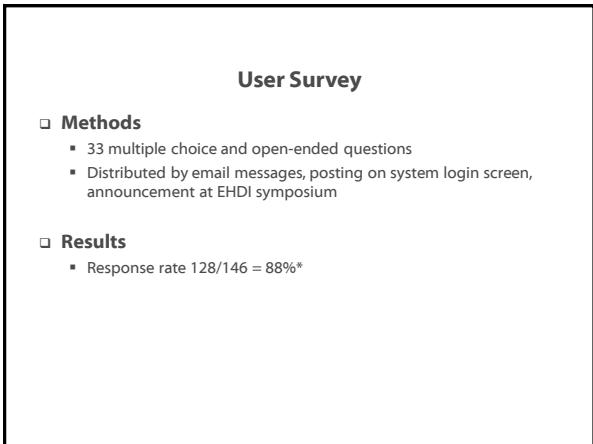 User Survey
❑ Methods
▪ 33 multiple choice and open-ended questions
▪ Distributed by email messages, posting on system login screen,
announcement at EHDI symposium
❑ Results
▪ Response rate 128/146 = 88%*